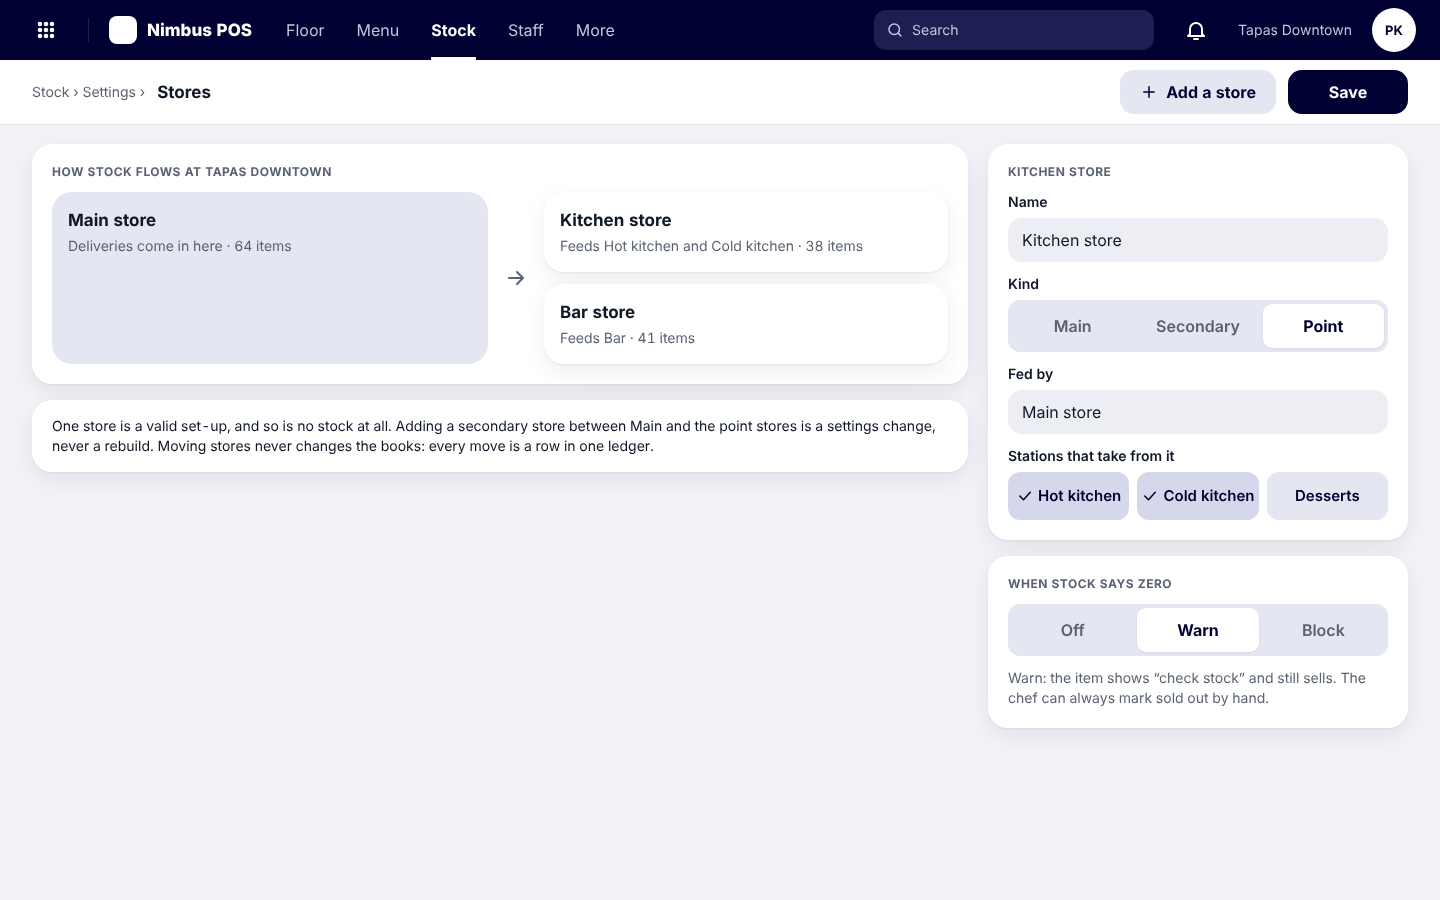 Nimbus POS
Floor
Menu
Stock
Staff
More
Search
Tapas Downtown
PK
Stock › Settings › Stores
Add a store
Save
HOW STOCK FLOWS AT TAPAS DOWNTOWN
Main store
Deliveries come in here · 64 items
Kitchen store
Feeds Hot kitchen and Cold kitchen · 38 items
Bar store
Feeds Bar · 41 items
One store is a valid set-up, and so is no stock at all. Adding a secondary store between Main and the point stores is a settings change,
never a rebuild. Moving stores never changes the books: every move is a row in one ledger.
KITCHEN STORE
Name
Kitchen store
Kind
Main
Secondary
Point
Fed by
Main store
Stations that take from it
Hot kitchen
Cold kitchen
Desserts
WHEN STOCK SAYS ZERO
Off
Warn
Block
Warn: the item shows “check stock” and still sells. The
chef can always mark sold out by hand.